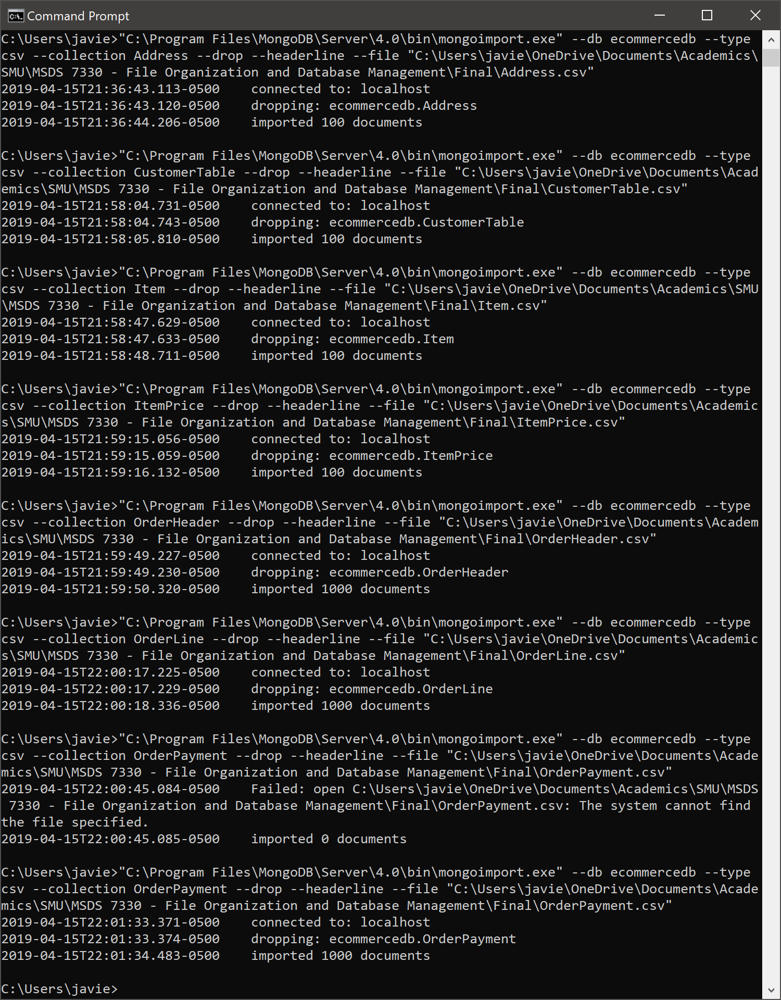 Command Prompt
C:\Users\javie>"C:\Program Files\MongoDB\Server\4.0\bin\mongoimport.exe" --db ecommercedb --type
csv --collection Address --drop --headerline --file "C:\Users\javie\OneDrive\Documents\Academics\
SMU\MSDS 7330 - File Organization and Database Management\Final\Address.csv"
2019-04-15T21:36:43.113-0500    connected to: localhost
2019-04-15T21:36:43.120-0500    dropping: ecommercedb.Address
2019-04-15T21:36:44.206-0500    imported 100 documents
C:\Users\javie>"C:\Program Files\MongoDB\Server\4.0\bin\mongoimport.exe" --db ecommercedb --type
csv --collection CustomerTable --drop --headerline --file "C:\Users\javie\OneDrive\Documents\Acad
emics\SMU\MSDS 7330 - File Organization and Database Management\Final\CustomerTable.csv"
2019-04-15T21:58:04.731-0500    connected to: localhost
2019-04-15T21:58:04.743-0500    dropping: ecommercedb.CustomerTable
2019-04-15T21:58:05.810-0500    imported 100 documents
C:\Users\javie>"C:\Program Files\MongoDB\Server\4.0\bin\mongoimport.exe" --db ecommercedb --type
csv --collection Item --drop --headerline --file "C:\Users\javie\OneDrive\Documents\Academics\SMU
\MSDS 7330 - File Organization and Database Management\Final\Item.csv"
2019-04-15T21:58:47.629-0500    connected to: localhost
2019-04-15T21:58:47.633-0500    dropping: ecommercedb.Item
2019-04-15T21:58:48.711-0500    imported 100 documents
C:\Users\javie>"C:\Program Files\MongoDB\Server\4.0\bin\mongoimport.exe" --db ecommercedb --type
csv --collection ItemPrice --drop --headerline --file "C:\Users\javie\OneDrive\Documents\Academic
s\SMU\MSDS 7330 - File Organization and Database Management\Final\ItemPrice.csv"
2019-04-15T21:59:15.056-0500    connected to: localhost
2019-04-15T21:59:15.059-0500    dropping: ecommercedb.ItemPrice
2019-04-15T21:59:16.132-0500    imported 100 documents
C:\Users\javie>"C:\Program Files\MongoDB\Server\4.0\bin\mongoimport.exe" --db ecommercedb --type
csv --collection OrderHeader --drop --headerline --file "C:\Users\javie\OneDrive\Documents\Academ
ics\SMU\MSDS 7330 - File Organization and Database Management\Final\OrderHeader.csv"
2019-04-15T21:59:49.227-0500    connected to: localhost
2019-04-15T21:59:49.230-0500    dropping: ecommercedb.OrderHeader
2019-04-15T21:59:50.320-0500    imported 1000 documents
C:\Users\javie>"C:\Program Files\MongoDB\Server\4.0\bin\mongoimport.exe" --db ecommercedb --type
csv --collection OrderLine --drop --headerline --file "C:\Users\javie\OneDrive\Documents\Academic
s\SMU\MSDS 7330 - File Organization and Database Management\Final\OrderLine.csv"
2019-04-15T22:00:17.225-0500    connected to: localhost
2019-04-15T22:00:17.229-0500    dropping: ecommercedb.OrderLine
2019-04-15T22:00:18.336-0500    imported 1000 documents
C:\Users\javie>"C:\Program Files\MongoDB\Server\4.0\bin\mongoimport.exe" --db ecommercedb --type
csv --collection OrderPayment --drop --headerline --file "C:\Users\javie\OneDrive\Documents\Acade
mics\SMU\MSDS 7330 - File Organization and Database Management\Final\OrderPayment.csv"
2019-04-15T22:00:45.084-0500    Failed: open C:\Users\javie\OneDrive\Documents\Academics\SMU\MSDS
 7330 - File Organization and Database Management\Final\OrderPayment.csv: The system cannot find
the file specified.
2019-04-15T22:00:45.085-0500    imported 0 documents
C:\Users\javie>"C:\Program Files\MongoDB\Server\4.0\bin\mongoimport.exe" --db ecommercedb --type
csv --collection OrderPayment --drop --headerline --file "C:\Users\javie\OneDrive\Documents\Acade
mics\SMU\MSDS 7330 - File Organization and Database Management\Final\OrderPayment.csv"
2019-04-15T22:01:33.371-0500    connected to: localhost
2019-04-15T22:01:33.374-0500    dropping: ecommercedb.OrderPayment
2019-04-15T22:01:34.483-0500    imported 1000 documents
C:\Users\javie>